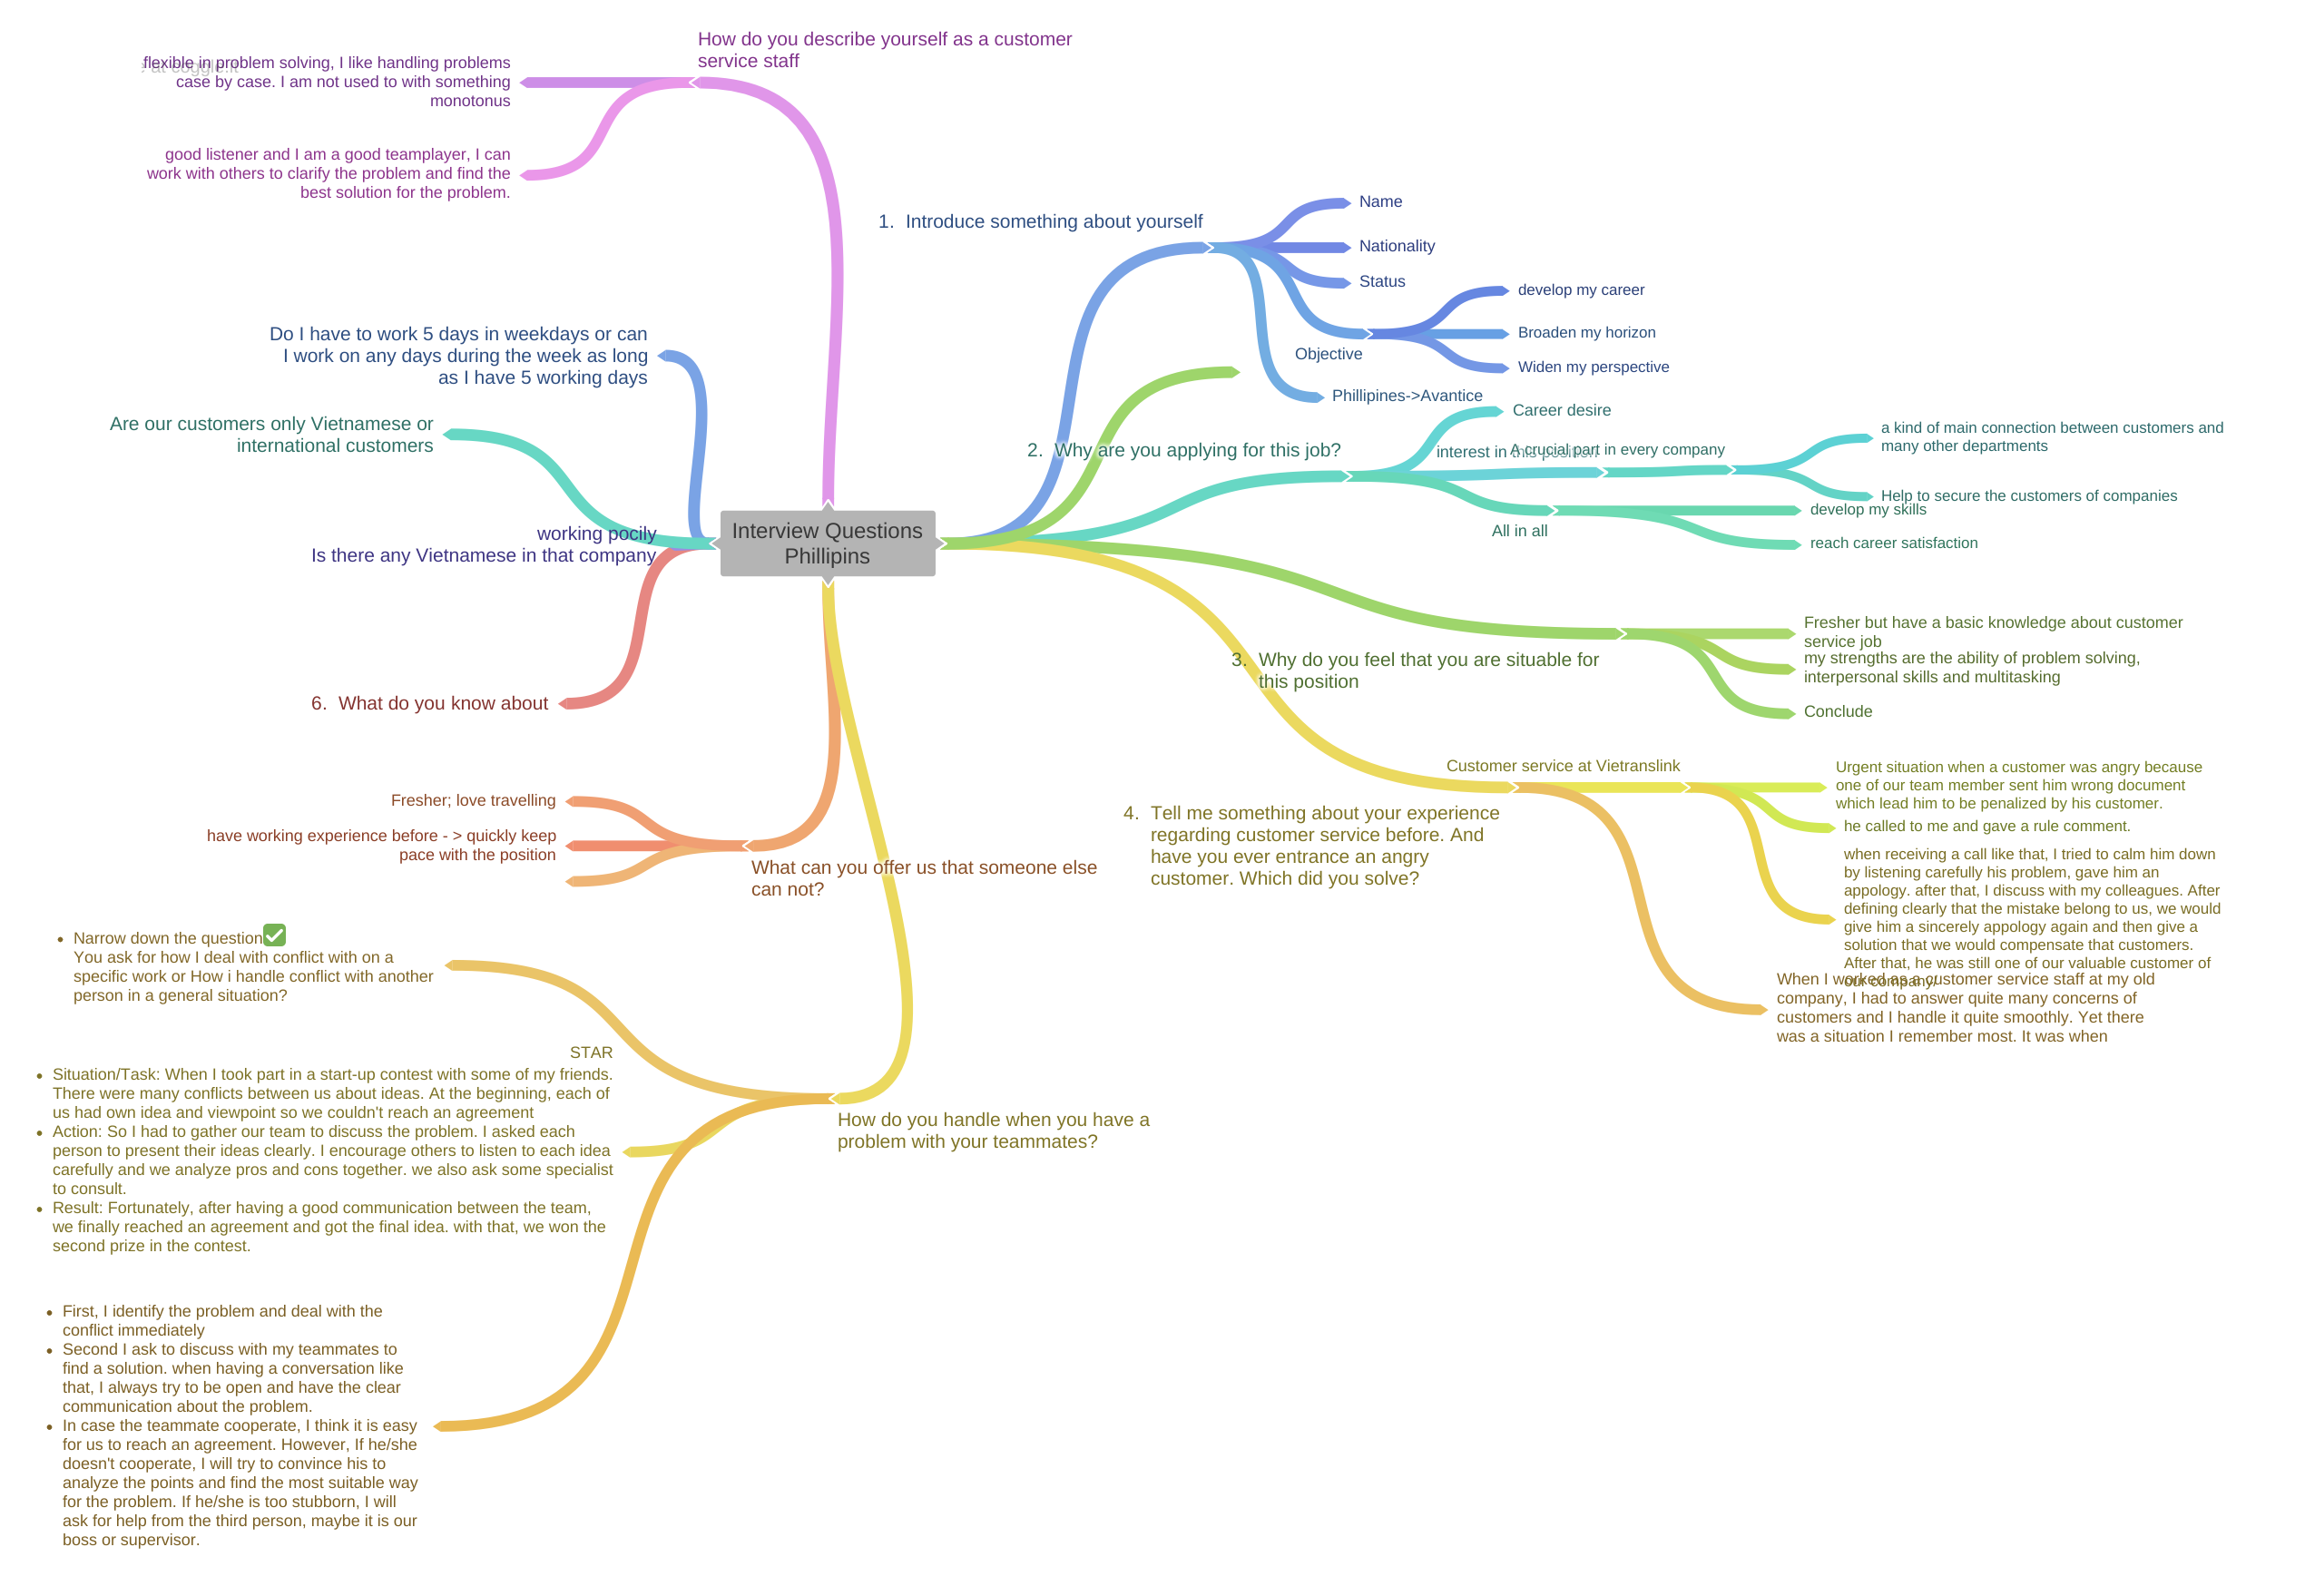 Interview Questions
Phillipins
How do you describe yourself as a customer
service staff
flexible in problem solving, I like handling problems
case by case. I am not used to with something
monotonus
good listener and I am a good teamplayer, I can
work with others to clarify the problem and find the
best solution for the problem.
1. Introduce something about yourself
Name
Nationality
Status
Objective
develop my career
Broaden my horizon
Widen my perspective
Phillipines->Avantice
2. Why are you applying for this job?
Career desire
interest in this position
A crucial part in every company
a kind of main connection between customers and
many other departments
Help to secure the customers of companies
All in all
develop my skills
reach career satisfaction
3. Why do you feel that you are situable for
this position
Fresher but have a basic knowledge about customer
service job
my strengths are the ability of problem solving,
interpersonal skills and multitasking
Conclude
4. Tell me something about your experience
regarding customer service before. And
have you ever entrance an angry
customer. Which did you solve?
Customer service at Vietranslink
Urgent situation when a customer was angry because
one of our team member sent him wrong document
which lead him to be penalized by his customer.
he called to me and gave a rule comment.
when receiving a call like that, I tried to calm him down
by listening carefully his problem, gave him an
appology. after that, I discuss with my colleagues. After
defining clearly that the mistake belong to us, we would
give him a sincerely appology again and then give a
solution that we would compensate that customers.
After that, he was still one of our valuable customer of
our company.
When I worked as a customer service staff at my old
company, I had to answer quite many concerns of
customers and I handle it quite smoothly. Yet there
was a situation I remember most. It was when
Do I have to work 5 days in weekdays or can
I work on any days during the week as long
as I have 5 working days
Are our customers only Vietnamese or
international customers
working pocily
Is there any Vietnamese in that company
6. What do you know about
What can you offer us that someone else
can not?
Fresher; love travelling
have working experience before - > quickly keep
pace with the position
How do you handle when you have a
problem with your teammates?
• Narrow down the question✅
You ask for how I deal with conflict with on a
specific work or How i handle conflict with another
person in a general situation?
STAR
• Situation/Task: When I took part in a start-up contest with some of my friends.
There were many conflicts between us about ideas. At the beginning, each of
us had own idea and viewpoint so we couldn't reach an agreement
• Action: So I had to gather our team to discuss the problem. I asked each
person to present their ideas clearly. I encourage others to listen to each idea
carefully and we analyze pros and cons together. we also ask some specialist
to consult.
• Result: Fortunately, after having a good communication between the team,
we finally reached an agreement and got the final idea. with that, we won the
second prize in the contest.
• First, I identify the problem and deal with the
conflict immediately
• Second I ask to discuss with my teammates to
find a solution. when having a conversation like
that, I always try to be open and have the clear
communication about the problem.
• In case the teammate cooperate, I think it is easy
for us to reach an agreement. However, If he/she
doesn't cooperate, I will try to convince his to
analyze the points and find the most suitable way
for the problem. If he/she is too stubborn, I will
ask for help from the third person, maybe it is our
boss or supervisor.